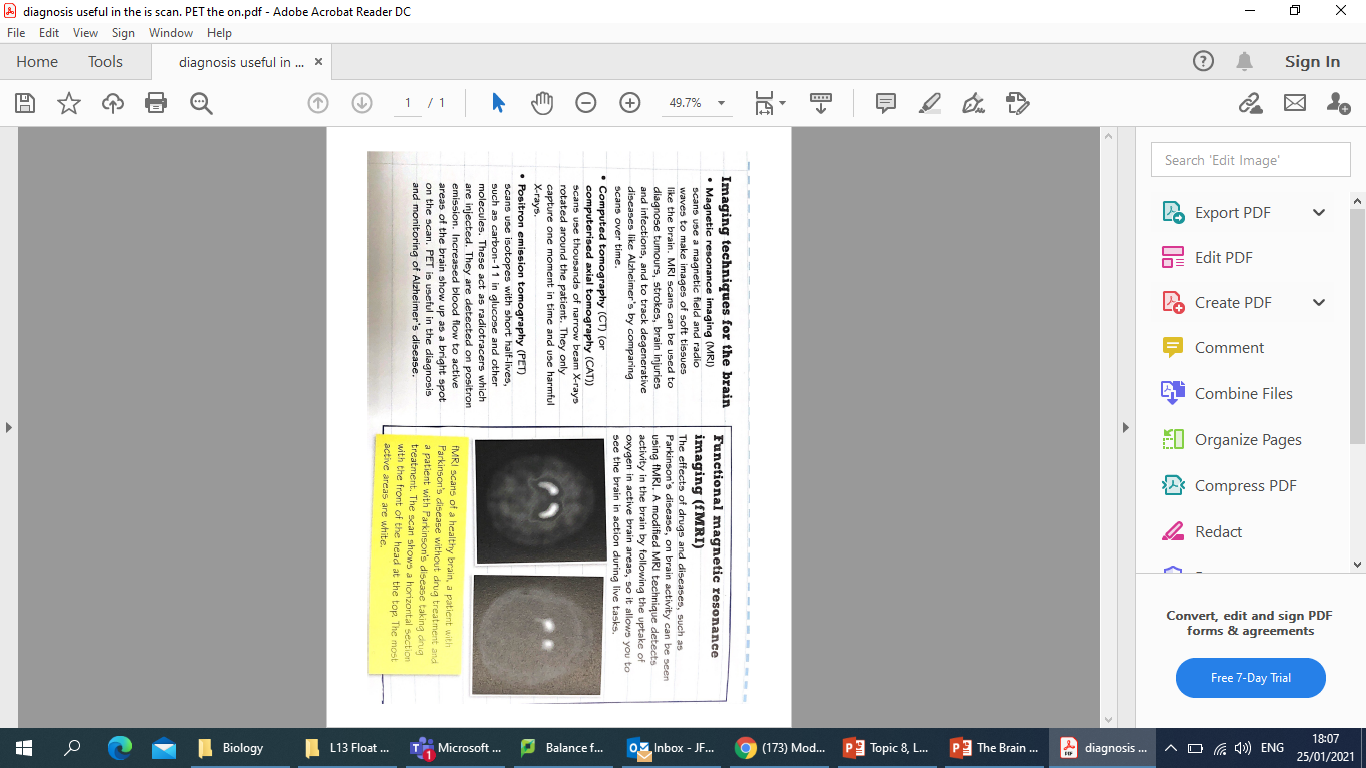 diagnosis useful in the is scan. PET the on.pdf - Adobe Acrobat Reader DC
File Edit View Sign Window Help
Home Tools diagnosis useful in ... ×
Sign In
1 / 1 49.7%
Imaging techniques for the brain
• Magnetic resonance imaging (MRI)
scans use a magnetic field and radio
waves to make images of soft tissues
like the brain. MRI scans can be used to
diagnose tumours, strokes, brain injuries
and infections, and to track degenerative
diseases like Alzheimer's by comparing
scans over time.
• Computed tomography (CT) (or
computerised axial tomography (CAT))
scans use thousands of narrow beam X-rays
rotated around the patient. They only
capture one moment in time and use harmful
X-rays.
• Positron emission tomography (PET)
scans use isotopes with short half-lives,
such as carbon-11 in glucose and other
molecules. These act as radiotracers which
are injected. They are detected on positron
emission. Increased blood flow to active
areas of the brain show up as a bright spot
on the scan. PET is useful in the diagnosis
and monitoring of Alzheimer's disease.
Functional magnetic resonance
imaging (fMRI)
The effects of drugs and diseases, such as
Parkinson's disease, on brain activity can be seen
using fMRI. A modified MRI technique detects
activity in the brain by following the uptake of
oxygen in active brain areas, so it allows you to
see the brain in action during live tasks.
fMRI scans of a healthy brain, a patient with
Parkinson's disease without drug treatment and
a patient with Parkinson's disease taking drug
treatment. The scan shows a horizontal section
with the front of the head at the top. The most
active areas are white.
Search 'Edit Image'
Export PDF
Edit PDF
Create PDF
Comment
Combine Files
Organize Pages
Compress PDF
Redact
Convert, edit and sign PDF
forms & agreements
Free 7-Day Trial
Biology
L13 Float ...
Microsoft ...
1
Balance f...
Inbox - JF...
(173) Mod...
Topic 8, L...
The Brain ...
diagnosis ...
ENG
18:07
25/01/2021